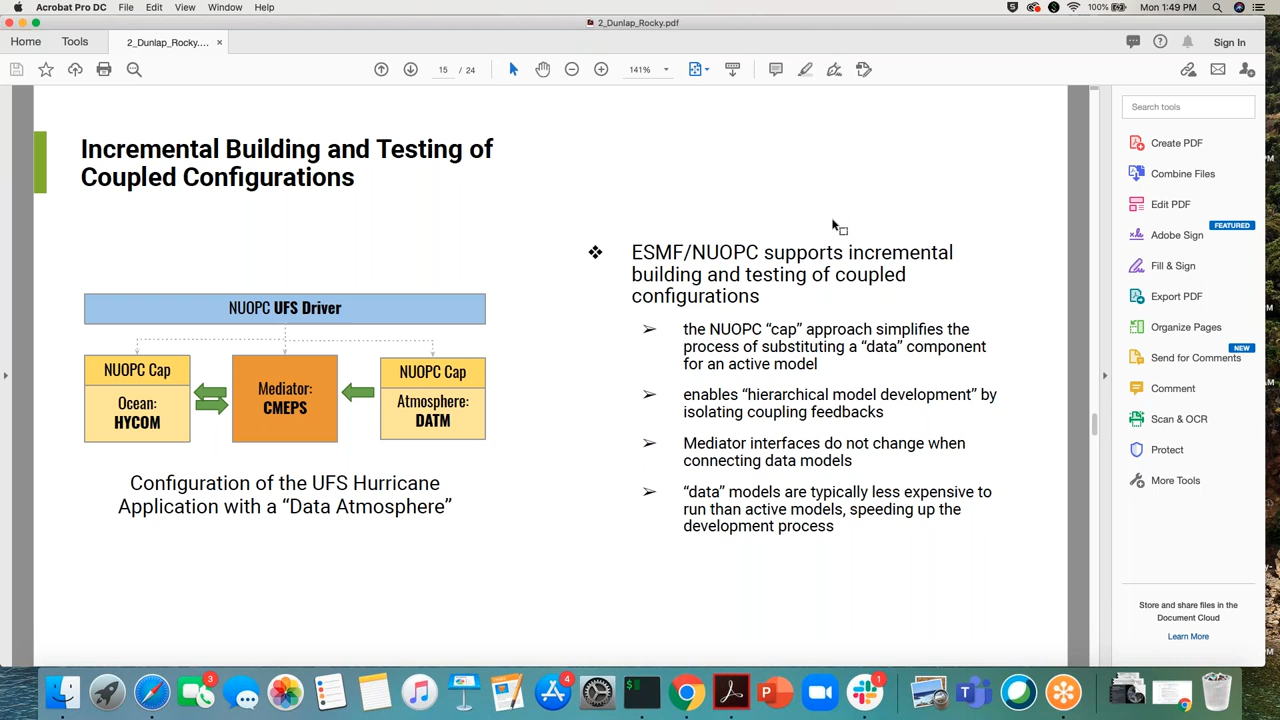 Acrobat Pro DC File Edit View Window Help
100% Mon 1:49 PM
2_Dunlap_Rocky.pdf
Home Tools 2_Dunlap_Rocky.... × Sign In
15 / 24 141%
Search tools
Incremental Building and Testing of
Coupled Configurations
NUOPC UFS Driver
NUOPC Cap
Ocean:
HYCOM
Mediator:
CMEPS
NUOPC Cap
Atmosphere:
DATM
Configuration of the UFS Hurricane
Application with a “Data Atmosphere”
❖ ESMF/NUOPC supports incremental
building and testing of coupled
configurations
➢ the NUOPC “cap” approach simplifies the
process of substituting a “data” component
for an active model
➢ enables “hierarchical model development” by
isolating coupling feedbacks
➢ Mediator interfaces do not change when
connecting data models
➢ “data” models are typically less expensive to
run than active models, speeding up the
development process
Create PDF
Combine Files
Edit PDF
FEATURED
Adobe Sign
Fill & Sign
Export PDF
Organize Pages
NEW
Send for Comments
Comment
Scan & OCR
Protect
More Tools
Store and share files in the
Document Cloud
Learn More
3
4
1